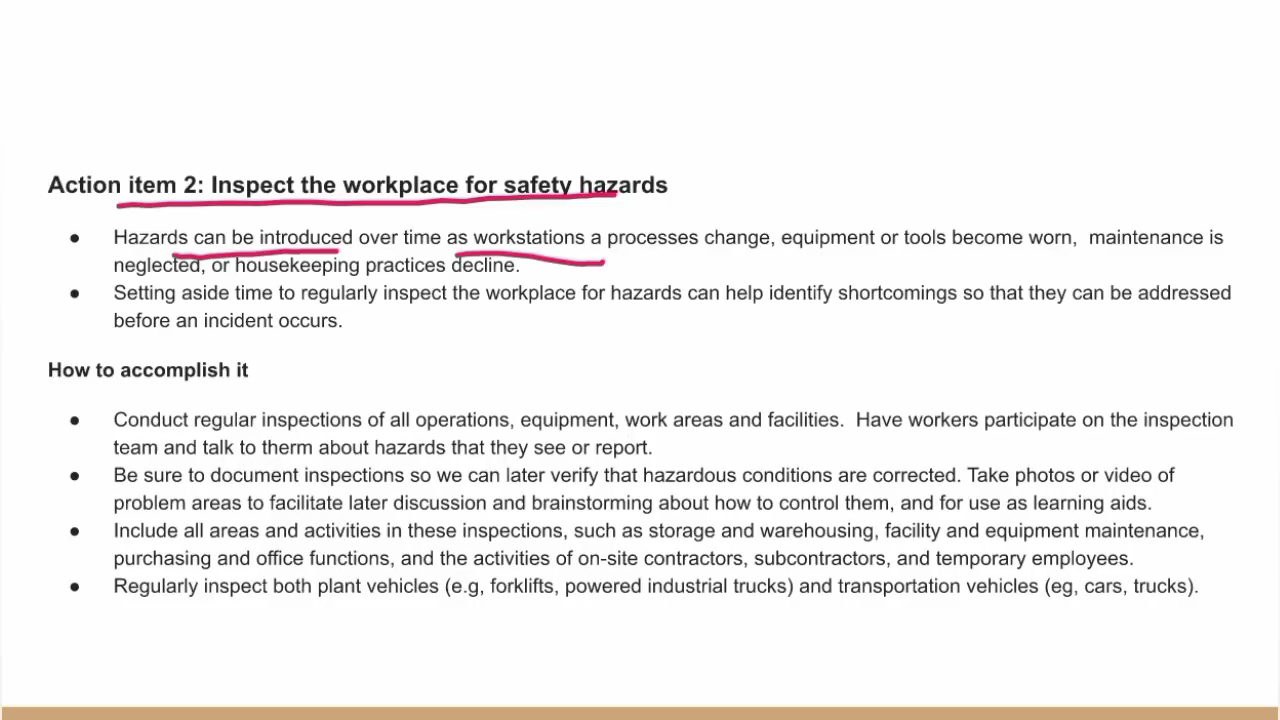 Action item 2: Inspect the workplace for safety hazards
● Hazards can be introduced over time as workstations a processes change, equipment or tools become worn,  maintenance is
neglected, or housekeeping practices decline.
● Setting aside time to regularly inspect the workplace for hazards can help identify shortcomings so that they can be addressed
before an incident occurs.
How to accomplish it
● Conduct regular inspections of all operations, equipment, work areas and facilities.  Have workers participate on the inspection
team and talk to therm about hazards that they see or report.
● Be sure to document inspections so we can later verify that hazardous conditions are corrected. Take photos or video of
problem areas to facilitate later discussion and brainstorming about how to control them, and for use as learning aids.
● Include all areas and activities in these inspections, such as storage and warehousing, facility and equipment maintenance,
purchasing and office functions, and the activities of on-site contractors, subcontractors, and temporary employees.
● Regularly inspect both plant vehicles (e.g, forklifts, powered industrial trucks) and transportation vehicles (eg, cars, trucks).